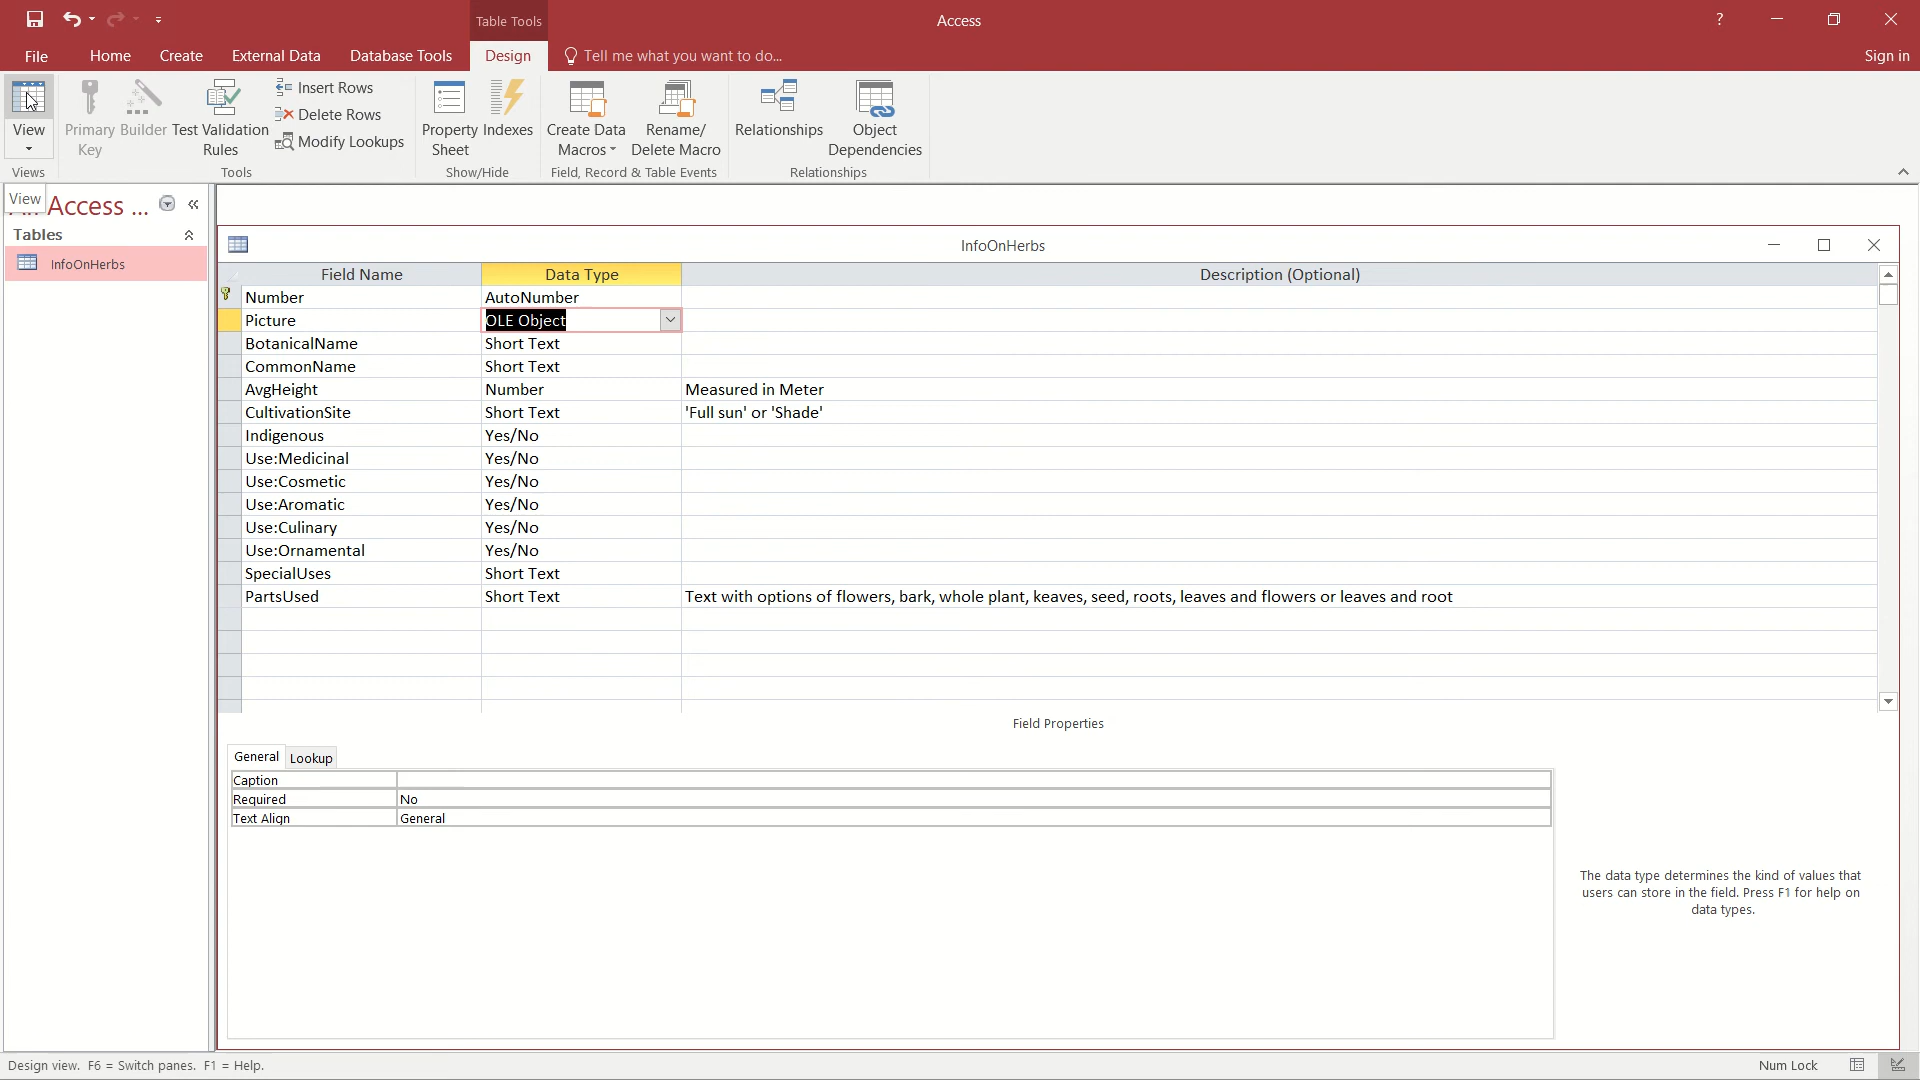 Table Tools
Access
?
File
Home
Create
External Data
Database Tools
Design
Tell me what you want to do...
Sign in
View
Primary Key
Builder
Test Validation Rules
Insert Rows
Delete Rows
Modify Lookups
Property Sheet
Indexes
Create Data Macros
Rename/ Delete Macro
Relationships
Object Dependencies
Views
Tools
Show/Hide
Field, Record & Table Events
Relationships
View
Access ...
Tables
InfoOnHerbs
InfoOnHerbs
Field Name Data Type Description (Optional)
Number AutoNumber
Picture OLE Object
BotanicalName Short Text
CommonName Short Text
AvgHeight Number Measured in Meter
CultivationSite Short Text 'Full sun' or 'Shade'
Indigenous Yes/No
Use:Medicinal Yes/No
Use:Cosmetic Yes/No
Use:Aromatic Yes/No
Use:Culinary Yes/No
Use:Ornamental Yes/No
SpecialUses Short Text
PartsUsed Short Text Text with options of flowers, bark, whole plant, keaves, seed, roots, leaves and flowers or leaves and root
Field Properties
General Lookup
Caption
Required No
Text Align General
The data type determines the kind of values that
users can store in the field. Press F1 for help on
data types.
Design view. F6 = Switch panes. F1 = Help.
Num Lock